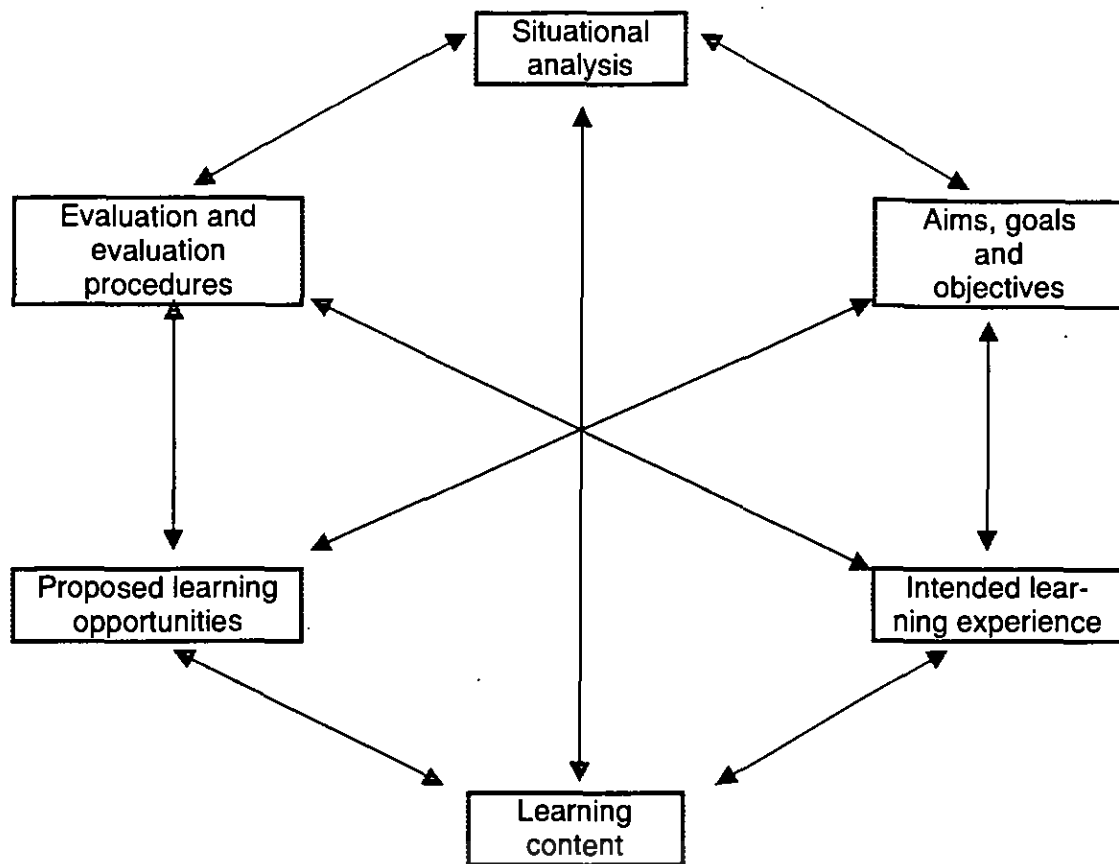 Situational
analysis
Evaluation and
evaluation
procedures
Aims, goals
and
objectives
Proposed learning
opportunities
Intended lear-
ning experience
Learning
content